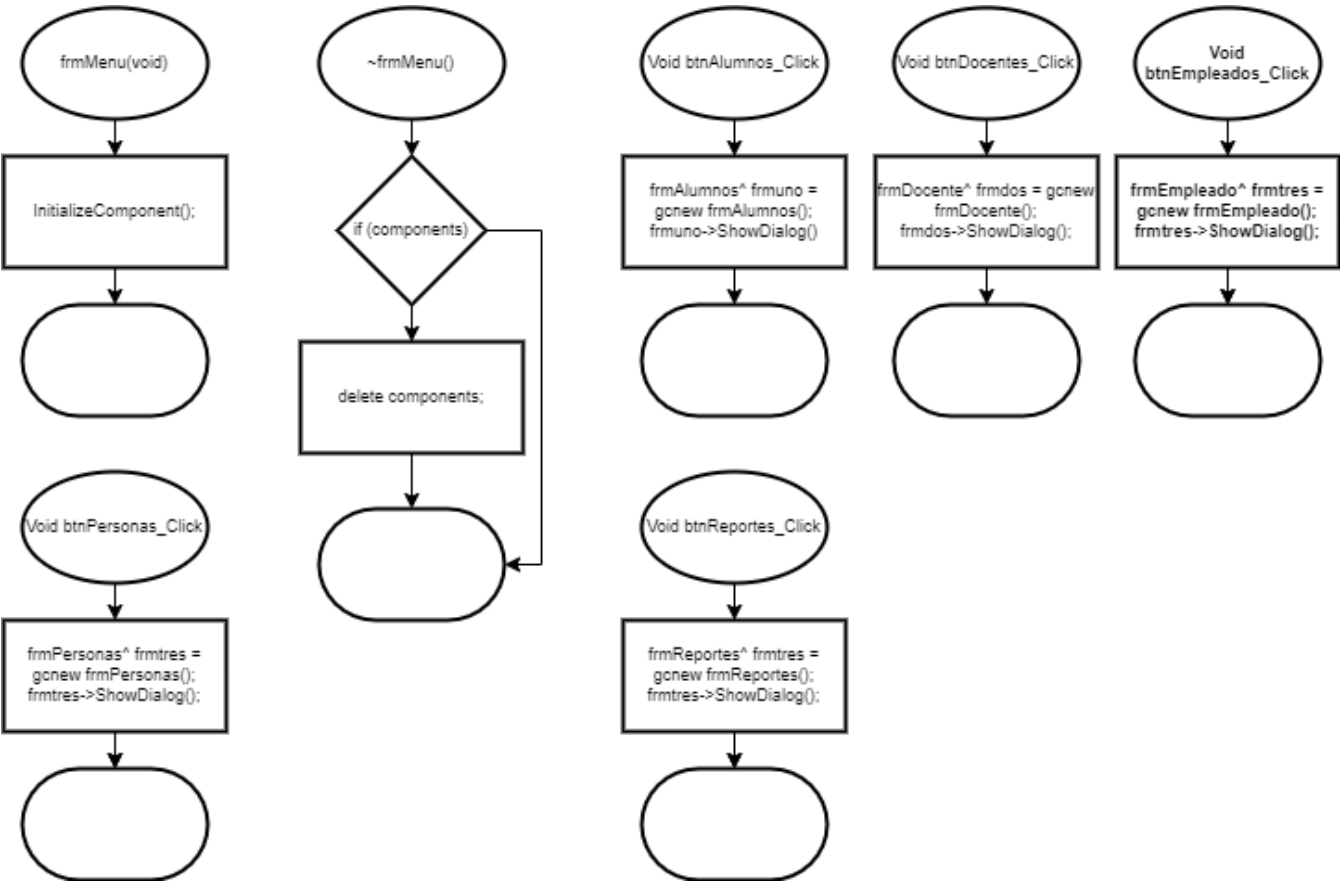 frmMenu(void)
InitializeComponent();
~frmMenu()
if (components)
delete components;
Void btnAlumnos_Click
frmAlumnos^ frmuno =
gcnew frmAlumnos();
frmuno->ShowDialog()
Void btnDocentes_Click
frmDocente^ frmdos = gcnew
frmDocente();
frmdos->ShowDialog();
Void
btnEmpleados_Click
frmEmpleado^ frmtres =
gcnew frmEmpleado();
frmtres->ShowDialog();
Void btnPersonas_Click
frmPersonas^ frmtres =
gcnew frmPersonas();
frmtres->ShowDialog();
Void btnReportes_Click
frmReportes^ frmtres =
gcnew frmReportes();
frmtres->ShowDialog();